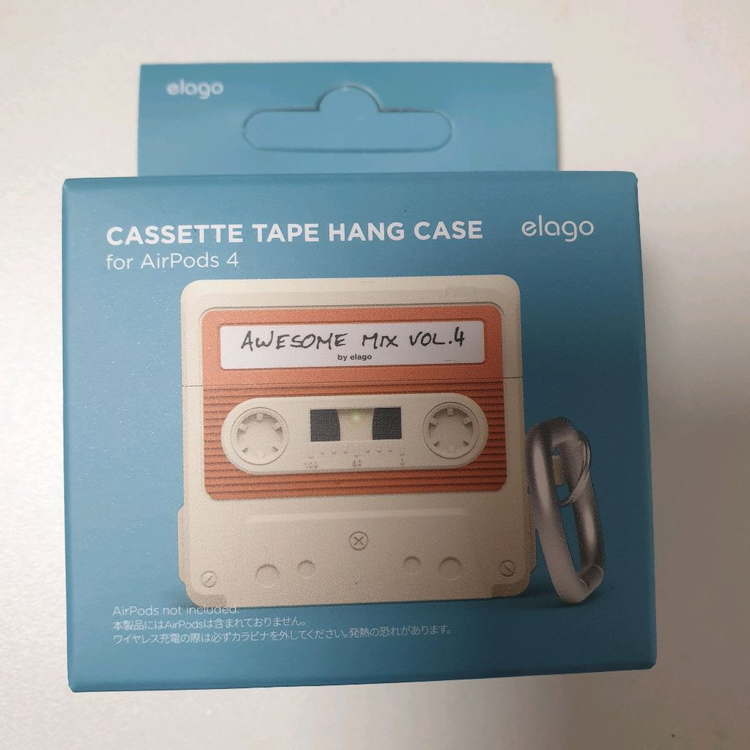 elago
CASSETTE TAPE HANG CASE
elago
for AirPods 4
AWESOME MIX VOL.4
by elago
AirPods not included.
本製品にはAirPodsは含まれておりません。
ワイヤレス充電の際は必ずカラビナを外してください。発熱の恐れがあります。